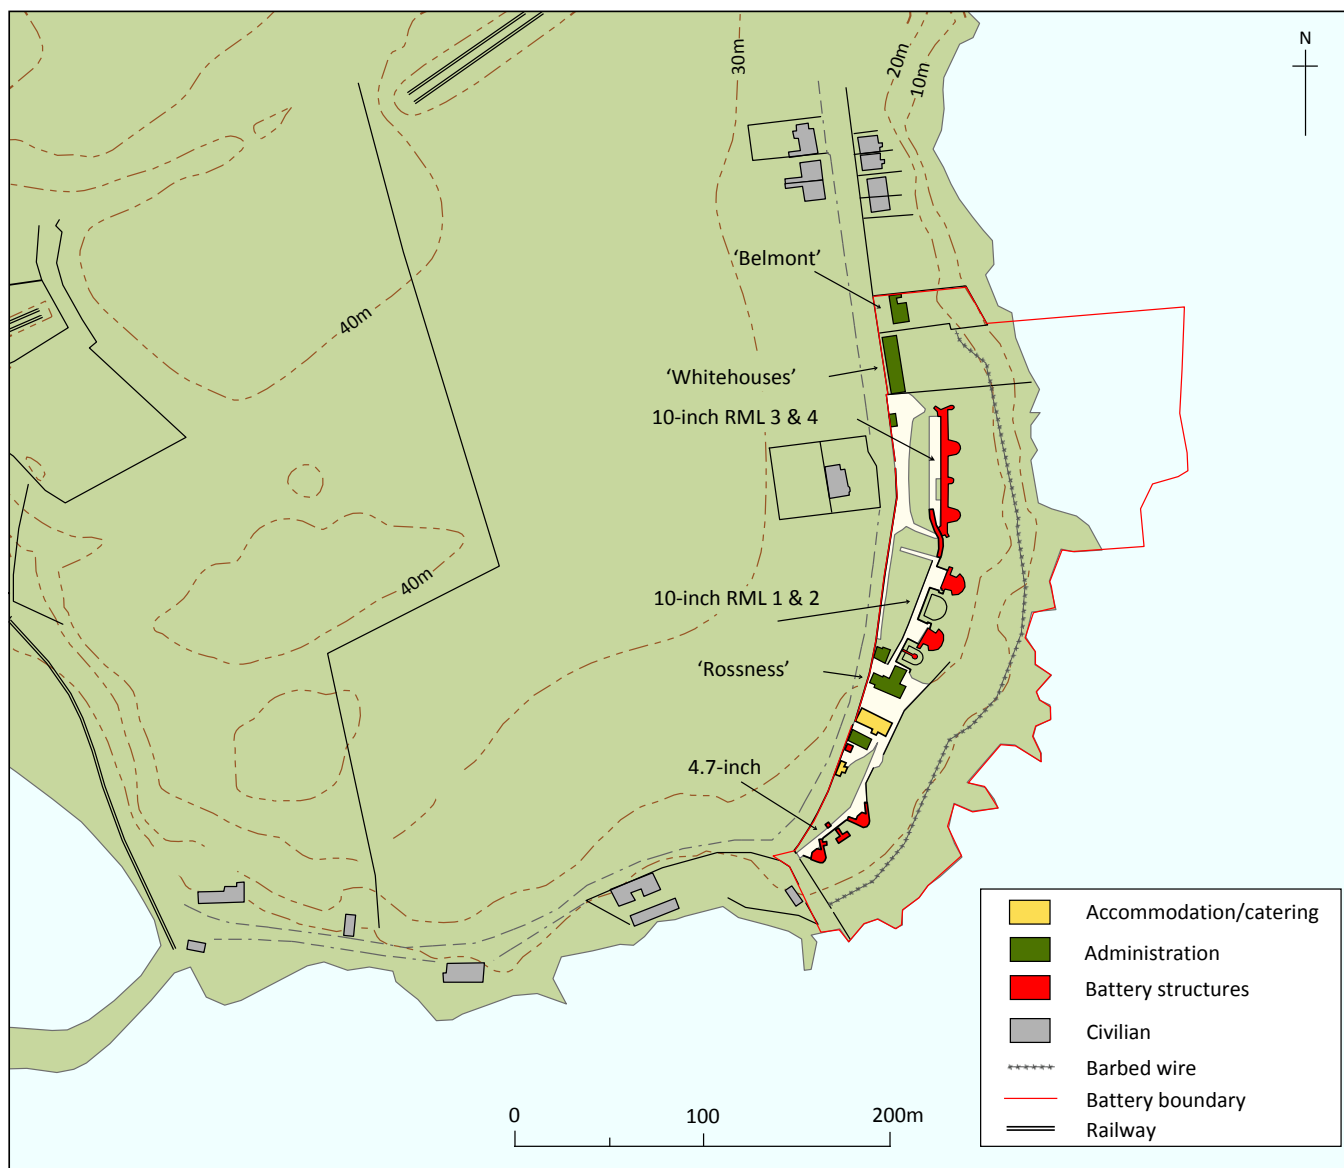 N
30m
20m
10m
'Belmont'
40m
'Whitehouses'
10-inch RML 3 & 4
40m
10-inch RML 1 & 2
'Rossness'
4.7-inch
Accommodation/catering
Administration
Battery structures
Civilian
Barbed wire
Battery boundary
Railway
0 100 200m